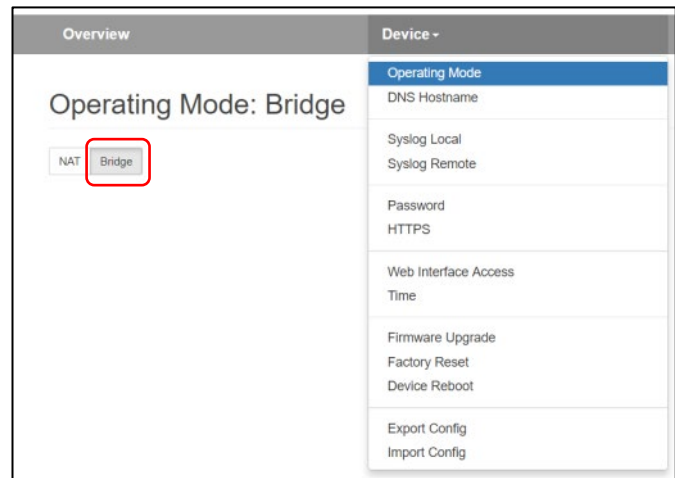 Overview
Device
Operating Mode: Bridge
NAT
Bridge
Operating Mode
DNS Hostname
Syslog Local
Syslog Remote
Password
HTTPS
Web Interface Access
Time
Firmware Upgrade
Factory Reset
Device Reboot
Export Config
Import Config